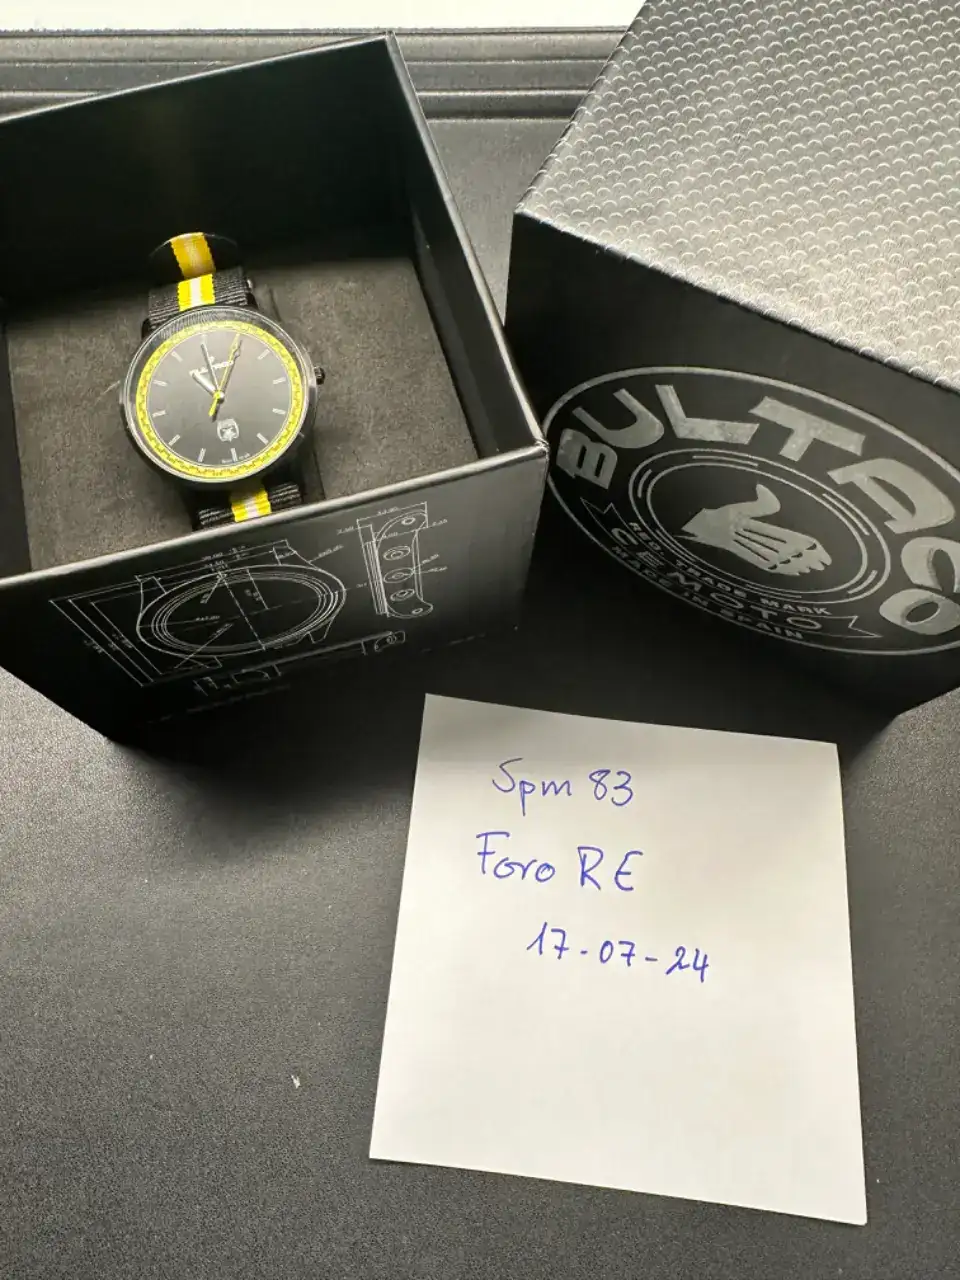 BULTACO
REG. TRADE MARK
CEMOTO
MADE IN SPAIN
Spm 83
Foro RE
17-07-24